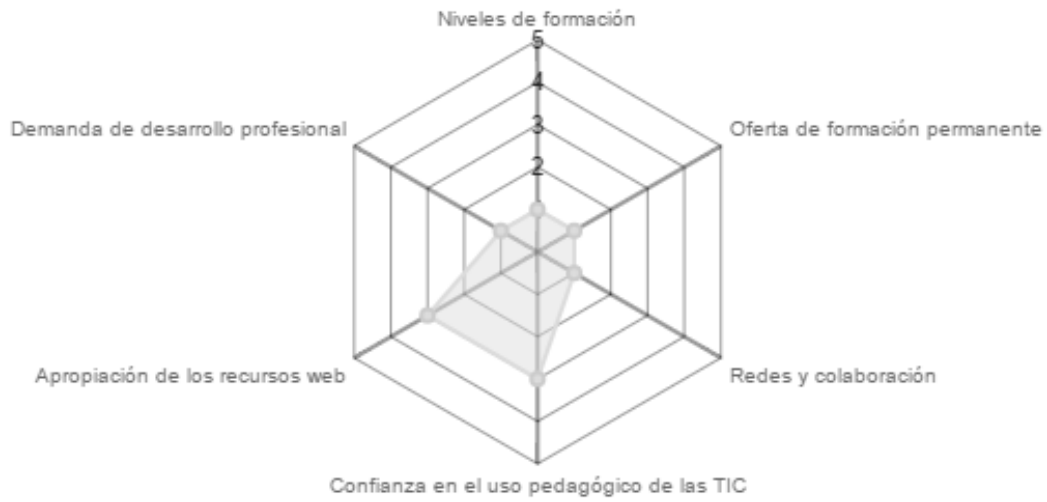 Niveles de formación
5
4
Demanda de desarrollo profesional
3
Oferta de formación permanente
2
Apropiación de los recursos web
Redes y colaboración
Confianza en el uso pedagógico de las TIC